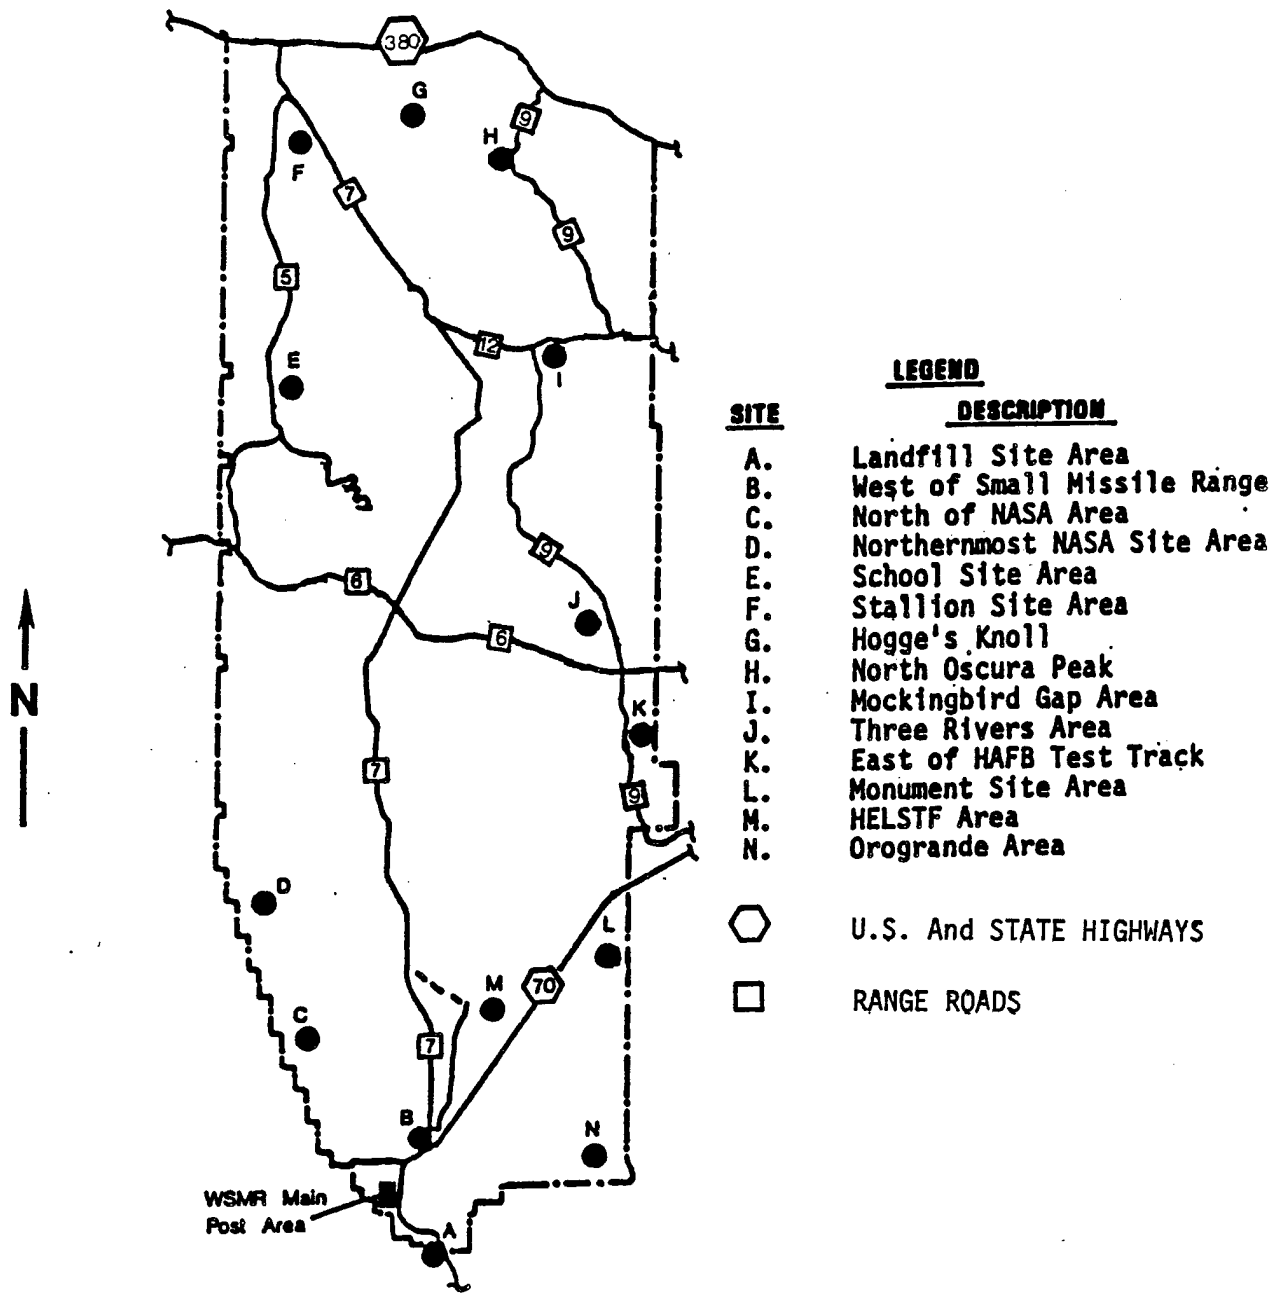 380
G
9
H
F
7
9
5
12
E
I
9
6
J
6
N
K
7
9
D
L
M
70
C
7
B
N
WSMR Main
Post Area
A
LEGEND
SITE DESCRIPTION
A. Landfill Site Area
B. West of Small Missile Range
C. North of NASA Area
D. Northernmost NASA Site Area
E. School Site Area
F. Stallion Site Area
G. Hogge's Knoll
H. North Oscura Peak
I. Mockingbird Gap Area
J. Three Rivers Area
K. East of HAFB Test Track
L. Monument Site Area
M. HELSTF Area
N. Orogrande Area
U.S. And STATE HIGHWAYS
RANGE ROADS